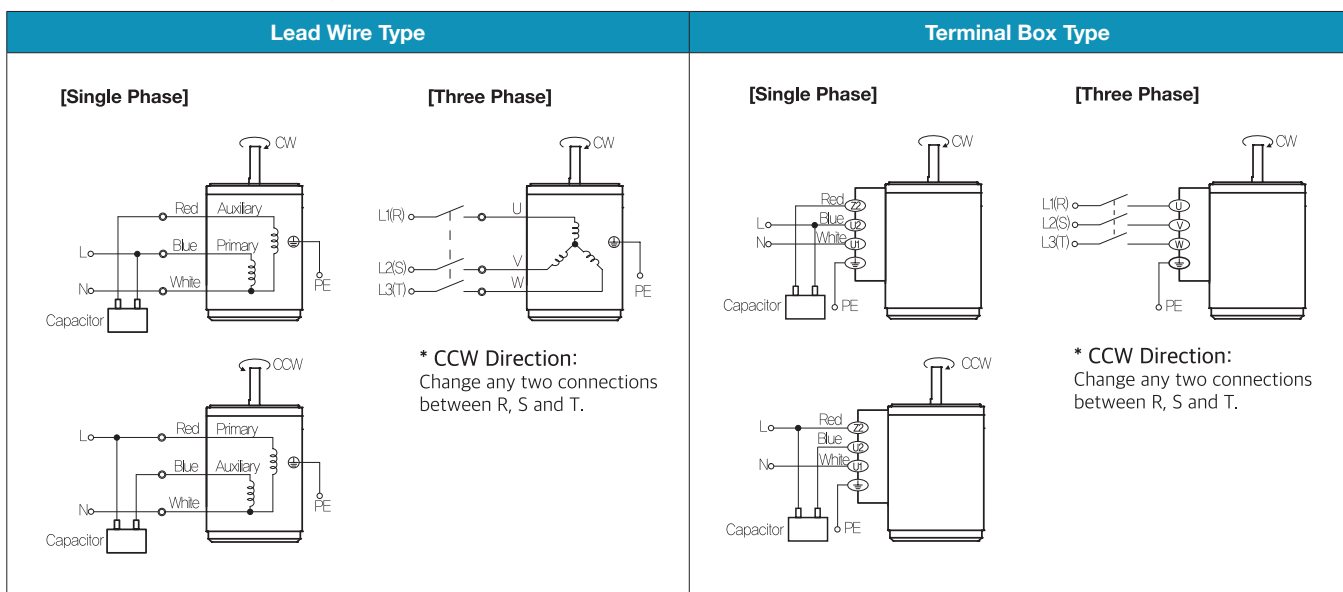 Lead Wire Type
[Single Phase]
[Three Phase]
CW
Red
Auxiliary
L
Blue
Primary
N
White
PE
Capacitor
CW
L1(R)
U
L2(S)
V
L3(T)
W
PE
CCW
L
Red
Primary
Blue
Auxiliary
N
White
PE
Capacitor
* CCW Direction:
Change any two connections
between R, S and T.
Terminal Box Type
[Single Phase]
[Three Phase]
CW
Red
Z2
L
Blue
U2
N
White
U1
Capacitor
PE
CW
L1(R)
U
L2(S)
V
L3(T)
W
PE
CCW
L
Red
Z2
Blue
U2
N
White
U1
Capacitor
PE
* CCW Direction:
Change any two connections
between R, S and T.